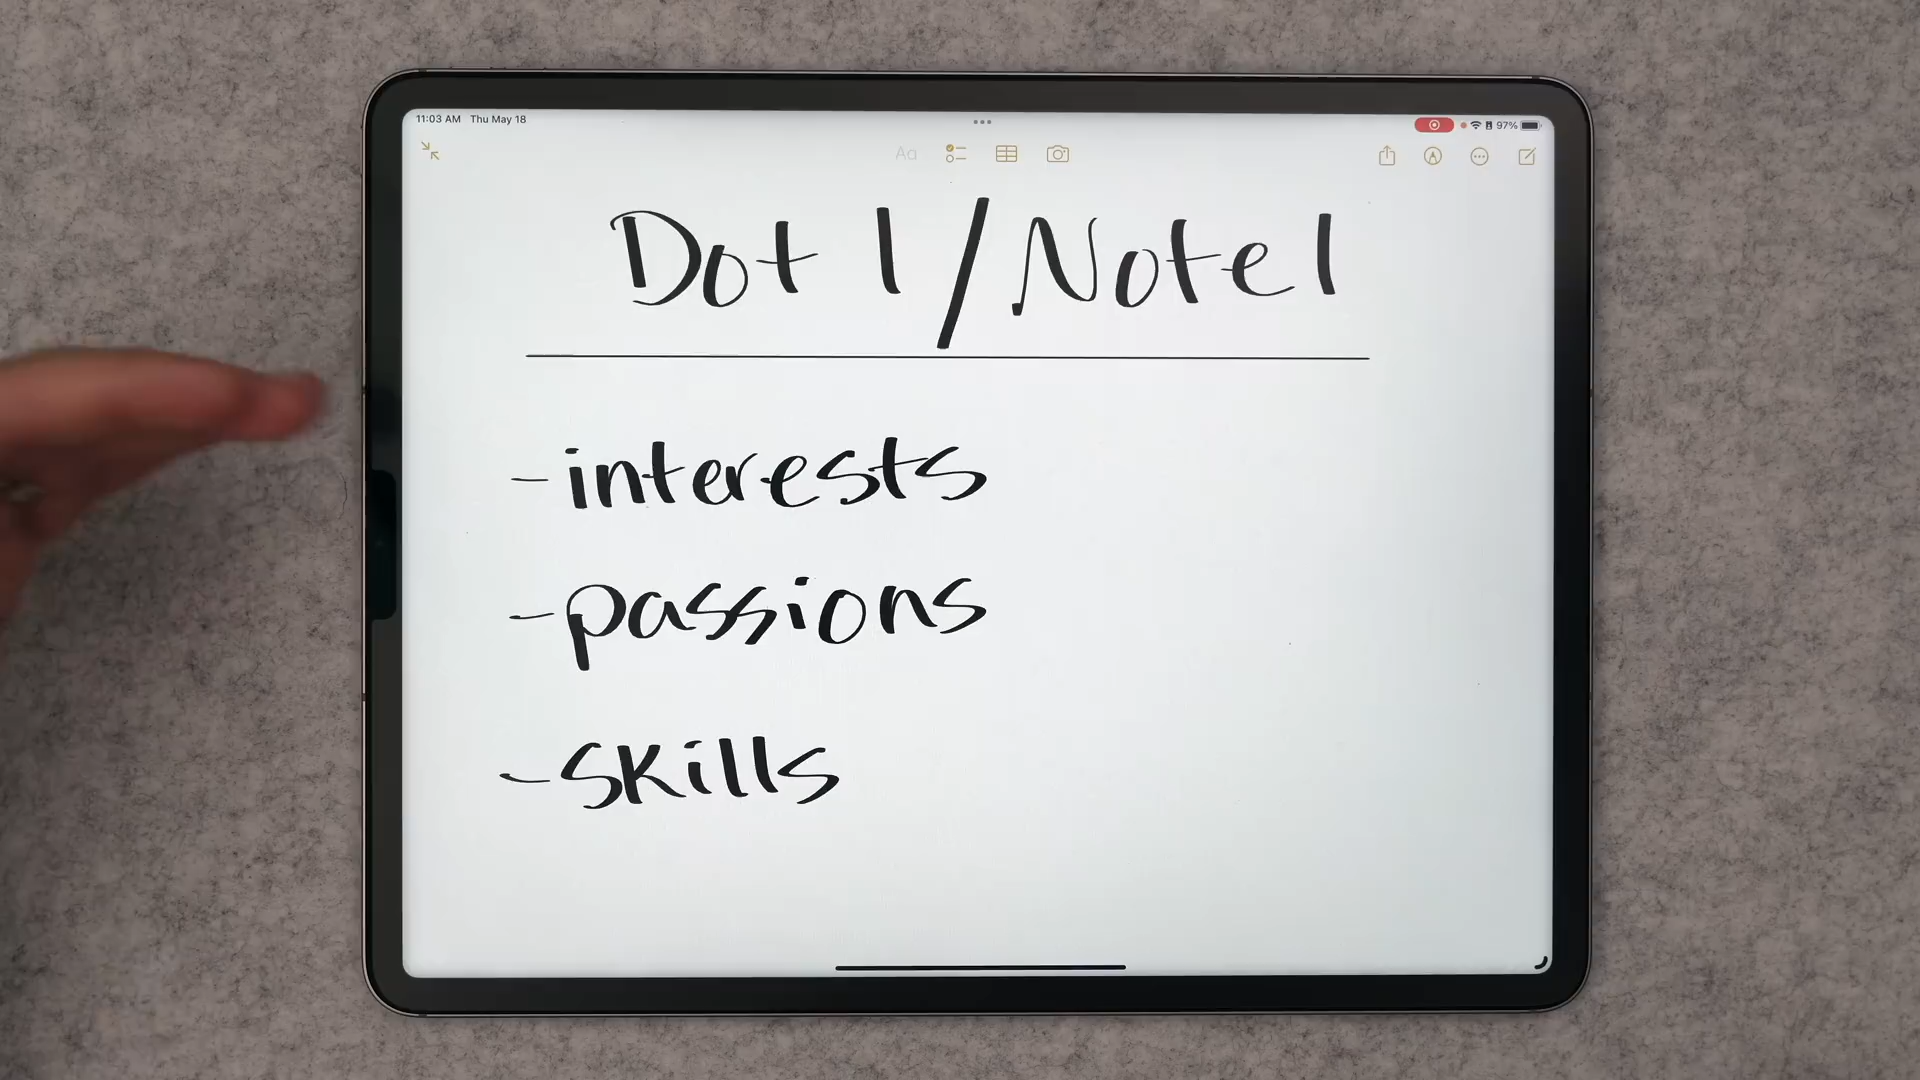 11:03 AM Thu May 18
97%
Aa
Dot 1/Note 1
-interests
-passions
-skills